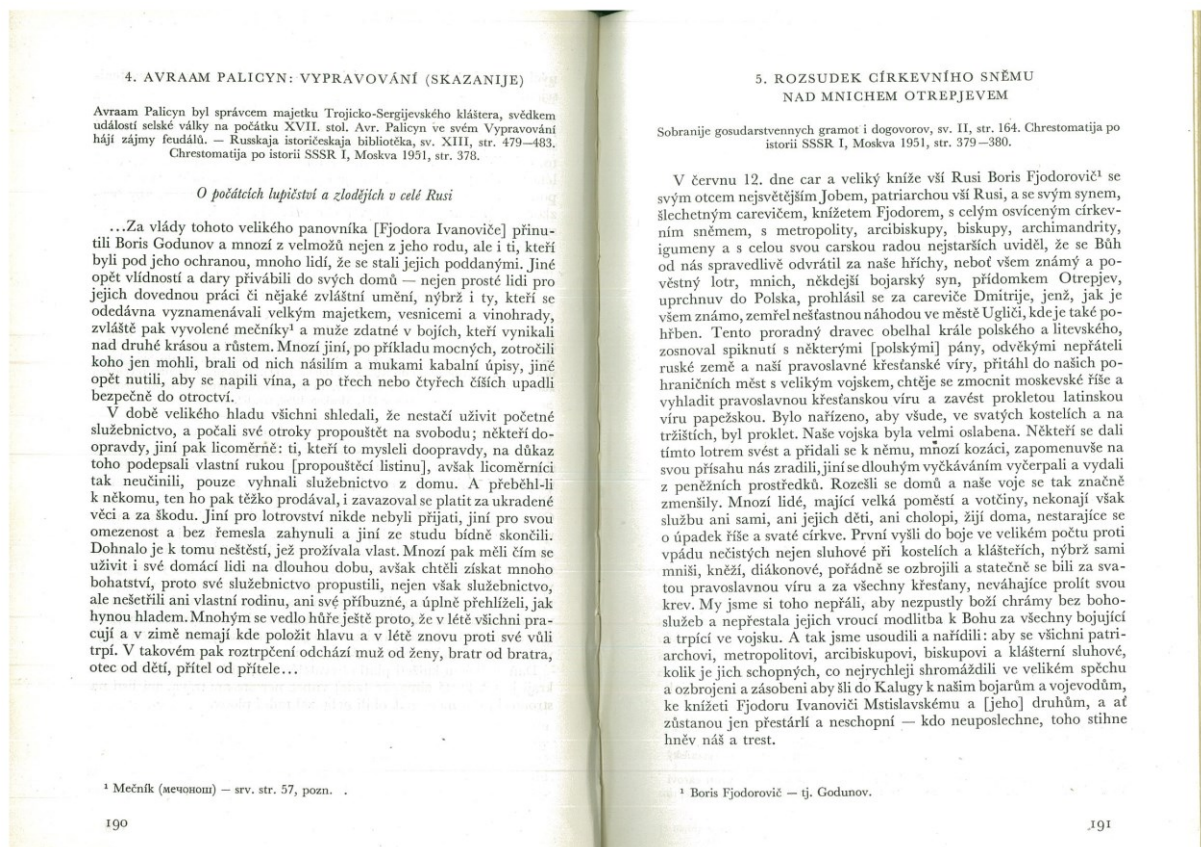 4. AVRAAM PALICYN: VYPRAVOVÁNÍ (SKAZANIJE)
Avraam Palicyn byl správcem majetku Trojicko-Sergijevského kláštera, svědkem
událostí selské války na počátku XVII. stol. Avr. Palicyn ve svém Vypravování
hájí zájmy feudálů. — Russkaja istoričeskaja bibliotěka, sv. XIII, str. 479—483.
Chrestomatija po istorii SSSR I, Moskva 1951, str. 378.
O počátcích lupičství a zlodějích v celé Rusi
...Za vlády tohoto velikého panovníka [Fjodora Ivanoviče] přinu-
tili Boris Godunov a mnozí z velmožů nejen z jeho rodu, ale i ti, kteří
byli pod jeho ochranou, mnoho lidí, že se stali jejich poddanými. Jiné
opět vlídností a dary přivábili do svých domů — nejen prosté lidi pro
jejich dovednou práci či nějaké zvláštní umění, nýbrž i ty, kteří se
odedávna vyznamenávali velkým majetkem, vesnicemi a vinohrady,
zvláště pak vyvolené mečníky¹ a muže zdatné v bojích, kteří vynikali
nad druhé krásou a růstem. Mnozí jiní, po příkladu mocných, zotročili
koho jen mohli, brali od nich násilím a mukami kabalní úpisy, jiné
opět nutili, aby se napili vína, a po třech nebo čtyřech číších upadli
bezpečně do otroctví.
V době velikého hladu všichni shledali, že nestačí uživit početné
služebnictvo, a počali své otroky propouštět na svobodu; někteří do-
opravdy, jiní pak licoměrně: ti, kteří to mysleli doopravdy, na důkaz
toho podepsali vlastní rukou [propouštěcí listinu], avšak licoměrníci
tak neučinili, pouze vyhnali služebnictvo z domu. A přeběhl-li
k někomu, ten ho pak těžko prodával, i zavazoval se platit za ukradené
věci a za škodu. Jiní pro lotrovství nikde nebyli přijati, jiní pro svou
omezenost a bez řemesla zahynuli a jiní ze studu bídně skončili.
Dohnalo je k tomu neštěstí, jež prožívala vlast. Mnozí pak měli čím se
uživit i své domácí lidi na dlouhou dobu, avšak chtěli získat mnoho
bohatství, proto své služebnictvo propustili, nejen však služebnictvo,
ale nešetřili ani vlastní rodinu, ani své příbuzné, a úplně přehlíželi, jak
hynou hladem. Mnohým se vedlo hůře ještě proto, že v létě všichni pra-
cují a v zimě nemají kde položit hlavu a v létě znovu proti své vůli
trpí. V takovém pak roztrpčení odchází muž od ženy, bratr od bratra,
otec od dětí, přítel od přítele...
¹ Mečník (мечонош) — srv. str. 57, pozn. .
190
5. ROZSUDEK CÍRKEVNÍHO SNĚMU
NAD MNICHEM OTREPJEVEM
Sobranije gosudarstvennych gramot i dogovorov, sv. II, str. 164. Chrestomatija po
istorii SSSR I, Moskva 1951, str. 379—380.
V červnu 12. dne car a veliký kníže vší Rusi Boris Fjodorovič¹ se
svým otcem nejsvětějším Jobem, patriarchou vší Rusi, a se svým synem,
šlechetným carevičem, knížetem Fjodorem, s celým osvíceným církev-
ním sněmem, s metropolity, arcibiskupy, biskupy, archimandrity,
igumeny a s celou svou carskou radou nejstarších uviděl, že se Bůh
od nás spravedlivě odvrátil za naše hříchy, neboť všem známý a po-
věstný lotr, mnich, někdejší bojarský syn, přídomkem Otrepjev,
uprchnuv do Polska, prohlásil se za careviče Dmitrije, jenž, jak je
všem známo, zemřel nešťastnou náhodou ve městě Ugliči, kde je také po-
hřben. Tento proradný dravec obelhal krále polského a litevského,
zosnoval spiknutí s některými [polskými] pány, odvěkými nepřáteli
ruské země a naší pravoslavné křesťanské víry, přitáhl do našich po-
hraničních měst s velikým vojskem, chtěje se zmocnit moskevské říše a
vyhladit pravoslavnou křesťanskou víru a zavést prokletou latinskou
víru papežskou. Bylo nařízeno, aby všude, ve svatých kostelích a na
tržištích, byl proklet. Naše vojska byla velmi oslabena. Někteří se dali
tímto lotrem svést a přidali se k němu, mnozí kozáci, zapomenuvše na
svou přísahu nás zradili, jiní se dlouhým vyčkáváním vyčerpali a vydali
z peněžních prostředků. Rozešli se domů a naše voje se tak značně
zmenšily. Mnozí lidé, mající velká poměstí a votčiny, nekonají však
službu ani sami, ani jejich děti, ani cholopi, žijí doma, nestarajíce se
o úpadek říše a svaté církve. První vyšli do boje ve velikém počtu proti
vpádu nečistých nejen sluhové při kostelích a klášteřích, nýbrž sami
mniši, kněží, diákonové, pořádně se ozbrojili a statečně se bili za sva-
tou pravoslavnou víru a za všechny křesťany, neváhajíce prolít svou
krev. My jsme si toho nepřáli, aby nezpustly boží chrámy bez boho-
služeb a nepřestala jejich vroucí modlitba k Bohu za všechny bojující
a trpící ve vojsku. A tak jsme usoudili a nařídili: aby se všichni patri-
archovi, metropolitovi, arcibiskupovi, biskupovi a klášterní sluhové,
kolik je jich schopných, co nejrychleji shromáždili ve velikém spěchu
a ozbrojeni a zásobeni aby šli do Kalugy k našim bojarům a vojevodům,
ke knížeti Fjodoru Ivanoviči Mstislavskému a [jeho] druhům, a ať
zůstanou jen přestárlí a neschopní — kdo neuposlechne, toho stihne
hněv náš a trest.
¹ Boris Fjodorovič — tj. Godunov.
191